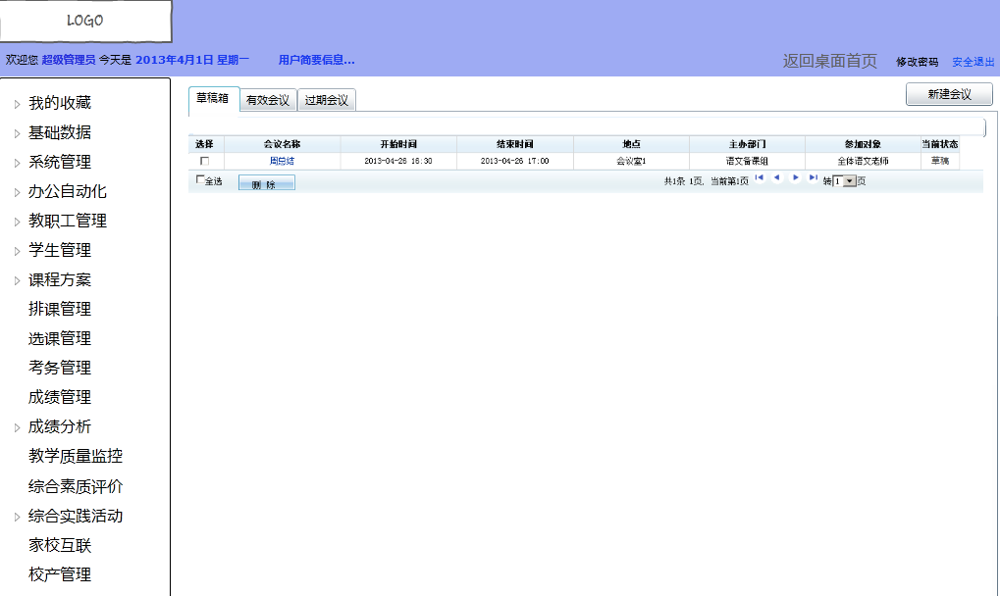 LOGO
欢迎您 超级管理员 今天是 2013年4月1日 星期一 用户简要信息... 返回桌面首页 修改密码 安全退出
我的收藏
基础数据
系统管理
办公自动化
教职工管理
学生管理
课程方案
排课管理
选课管理
考务管理
成绩管理
成绩分析
教学质量监控
综合素质评价
综合实践活动
家校互联
校产管理
草稿箱 有效会议 过期会议 新建会议
选择 会议名称 开始时间 结束时间 地点 主办部门 参加对象 当前状态
周总结 2013-04-26 16:30 2013-04-26 17:00 会议室1 语文备课组 全体语文老师 草稿
全选 删 除 共1条 1页, 当前第1页 转 1 页